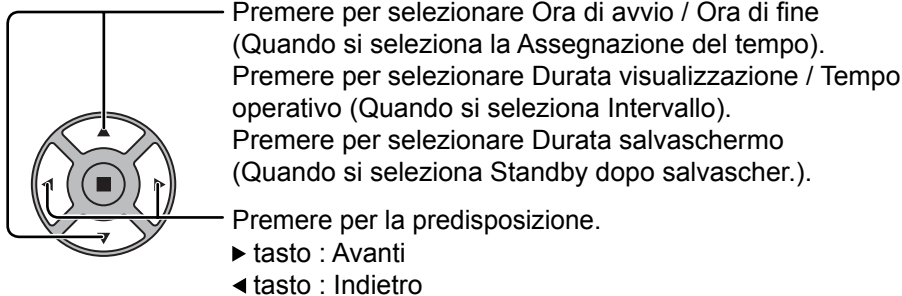 Premere per selezionare Ora di avvio / Ora di fine
(Quando si seleziona la Assegnazione del tempo).
Premere per selezionare Durata visualizzazione / Tempo
operativo (Quando si seleziona Intervallo).
Premere per selezionare Durata salvaschermo
(Quando si seleziona Standby dopo salvascher.).
Premere per la predisposizione.
▶ tasto : Avanti
◀ tasto : Indietro